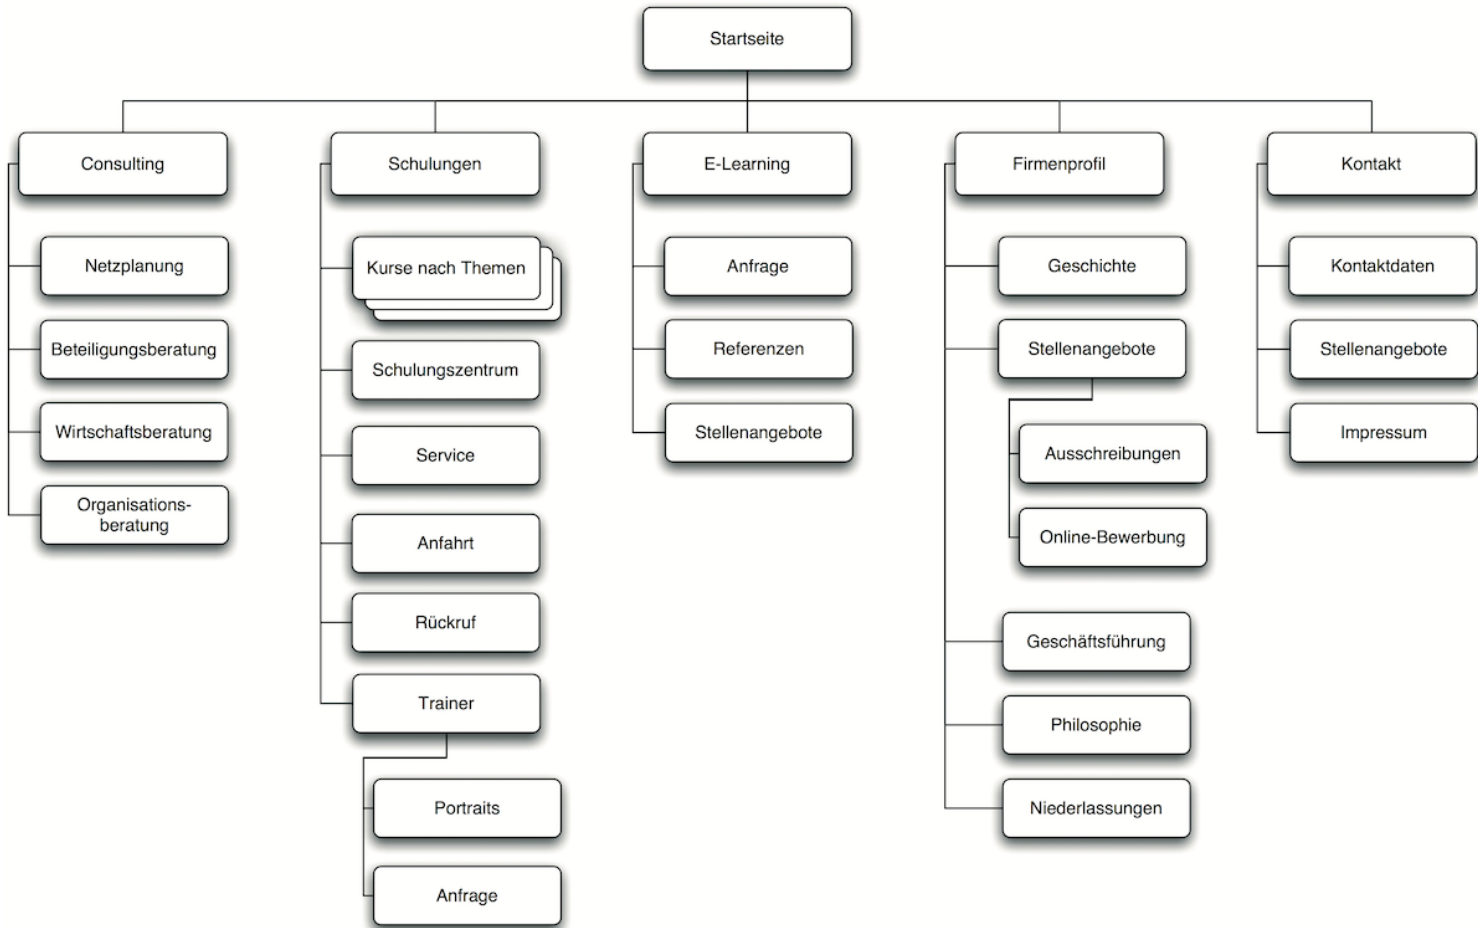 Startseite
Consulting
Netzplanung
Beteiligungsberatung
Wirtschaftsberatung
Organisations-
beratung
Schulungen
Kurse nach Themen
Schulungszentrum
Service
Anfahrt
Rückruf
Trainer
Portraits
Anfrage
E-Learning
Anfrage
Referenzen
Stellenangebote
Firmenprofil
Geschichte
Stellenangebote
Ausschreibungen
Online-Bewerbung
Geschäftsführung
Philosophie
Niederlassungen
Kontakt
Kontaktdaten
Stellenangebote
Impressum